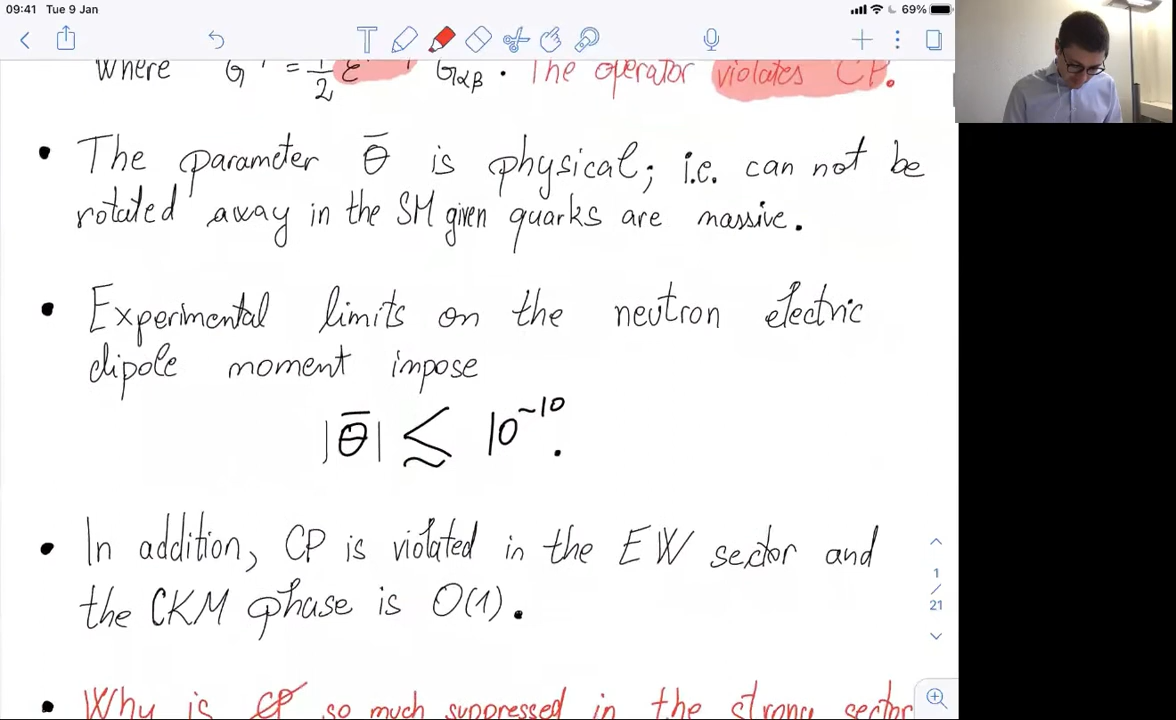 09:41 Tue 9 Jan 69%
Where G = 1/2 ε Gαβ. The operator violates CP.
• The parameter θ̄ is physical; i.e. can not be
rotated away in the SM given quarks are massive.
• Experimental limits on the neutron electric
dipole moment impose
|θ̄| ≲ 10^~10.
• In addition, CP is violated in the EW sector and
the CKM phase is O(1).
1
/
21
• Why is CP so much suppressed in the strong sector